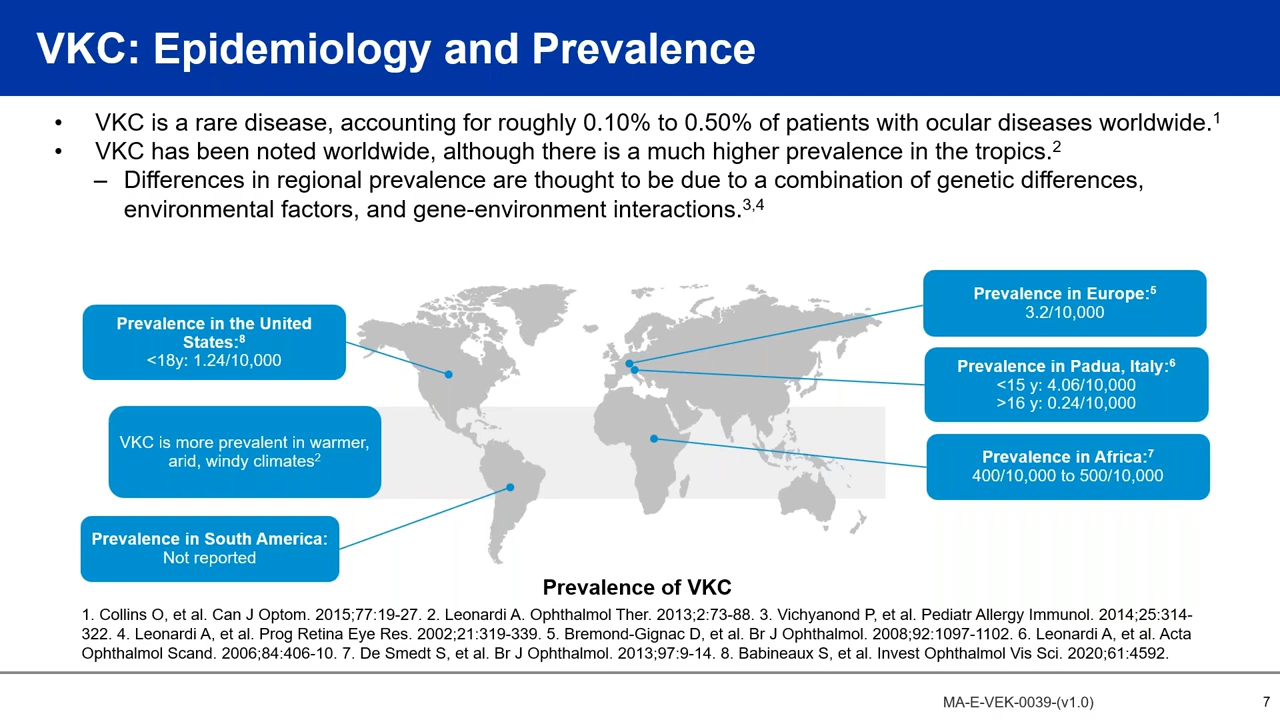 VKC: Epidemiology and Prevalence
• VKC is a rare disease, accounting for roughly 0.10% to 0.50% of patients with ocular diseases worldwide.1
• VKC has been noted worldwide, although there is a much higher prevalence in the tropics.2
– Differences in regional prevalence are thought to be due to a combination of genetic differences,
environmental factors, and gene-environment interactions.3,4
Prevalence in the United
States:8
<18y: 1.24/10,000
VKC is more prevalent in warmer,
arid, windy climates2
Prevalence in South America:
Not reported
Prevalence in Europe:5
3.2/10,000
Prevalence in Padua, Italy:6
<15 y: 4.06/10,000
>16 y: 0.24/10,000
Prevalence in Africa:7
400/10,000 to 500/10,000
Prevalence of VKC
1. Collins O, et al. Can J Optom. 2015;77:19-27. 2. Leonardi A. Ophthalmol Ther. 2013;2:73-88. 3. Vichyanond P, et al. Pediatr Allergy Immunol. 2014;25:314-
322. 4. Leonardi A, et al. Prog Retina Eye Res. 2002;21:319-339. 5. Bremond-Gignac D, et al. Br J Ophthalmol. 2008;92:1097-1102. 6. Leonardi A, et al. Acta
Ophthalmol Scand. 2006;84:406-10. 7. De Smedt S, et al. Br J Ophthalmol. 2013;97:9-14. 8. Babineaux S, et al. Invest Ophthalmol Vis Sci. 2020;61:4592.
MA-E-VEK-0039-(v1.0)
7